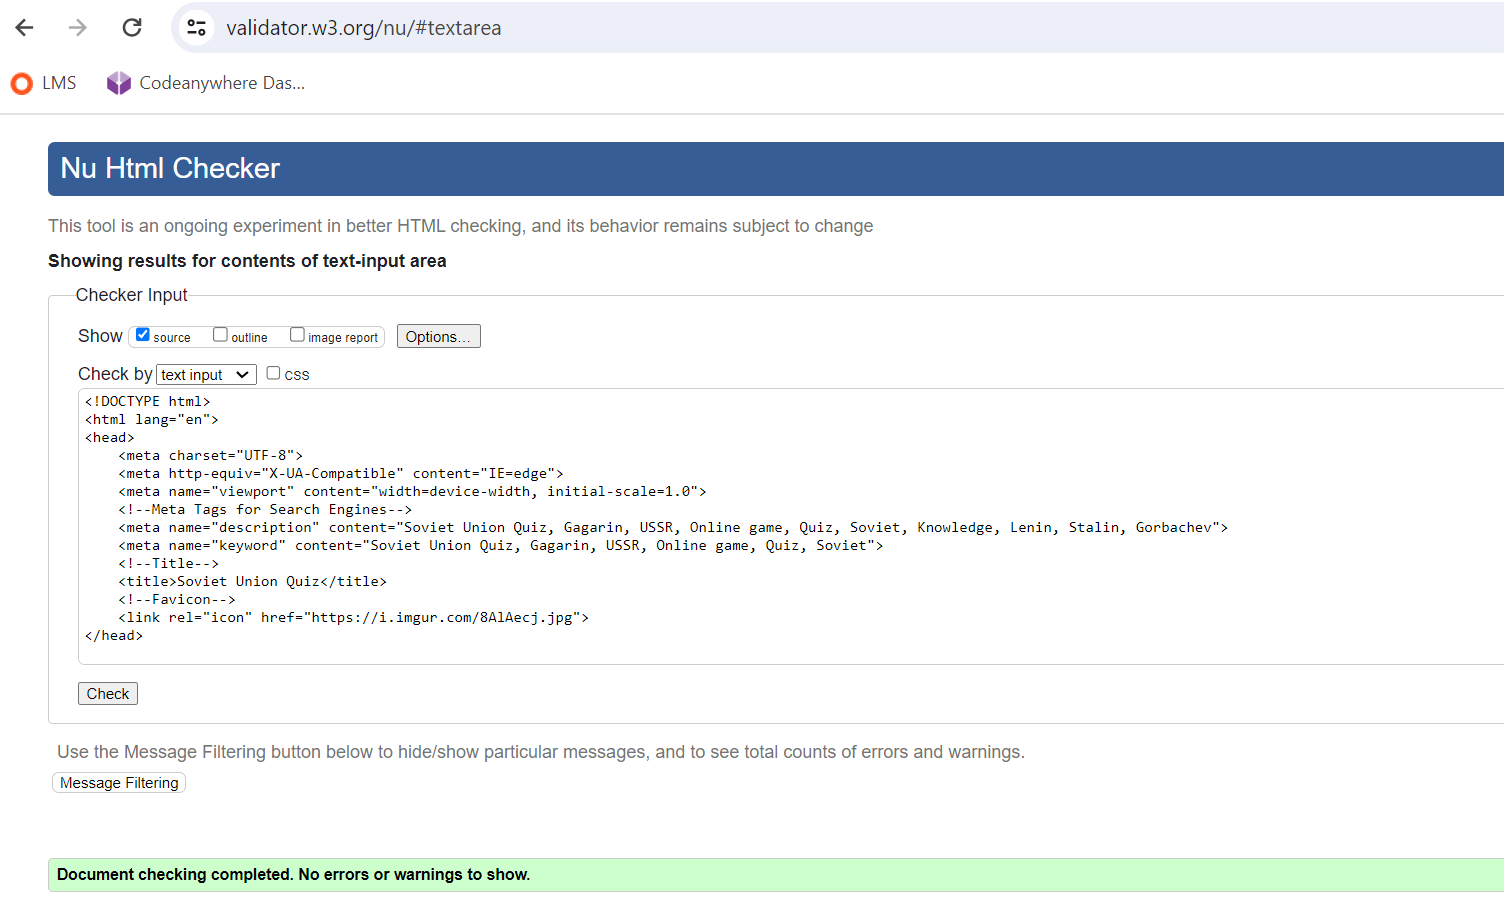 validator.w3.org/nu/#textarea
LMS Codeanywhere Das...
Nu Html Checker
This tool is an ongoing experiment in better HTML checking, and its behavior remains subject to change
Showing results for contents of text-input area
Checker Input
Show source outline image report Options...
Check by text input css
<!DOCTYPE html>
<html lang="en">
<head>
    <meta charset="UTF-8">
    <meta http-equiv="X-UA-Compatible" content="IE=edge">
    <meta name="viewport" content="width=device-width, initial-scale=1.0">
    <!--Meta Tags for Search Engines-->
    <meta name="description" content="Soviet Union Quiz, Gagarin, USSR, Online game, Quiz, Soviet, Knowledge, Lenin, Stalin, Gorbachev">
    <meta name="keyword" content="Soviet Union Quiz, Gagarin, USSR, Online game, Quiz, Soviet">
    <!--Title-->
    <title>Soviet Union Quiz</title>
    <!--Favicon-->
    <link rel="icon" href="https://i.imgur.com/8AlAecj.jpg">
</head>
Check
Use the Message Filtering button below to hide/show particular messages, and to see total counts of errors and warnings.
Message Filtering
Document checking completed. No errors or warnings to show.